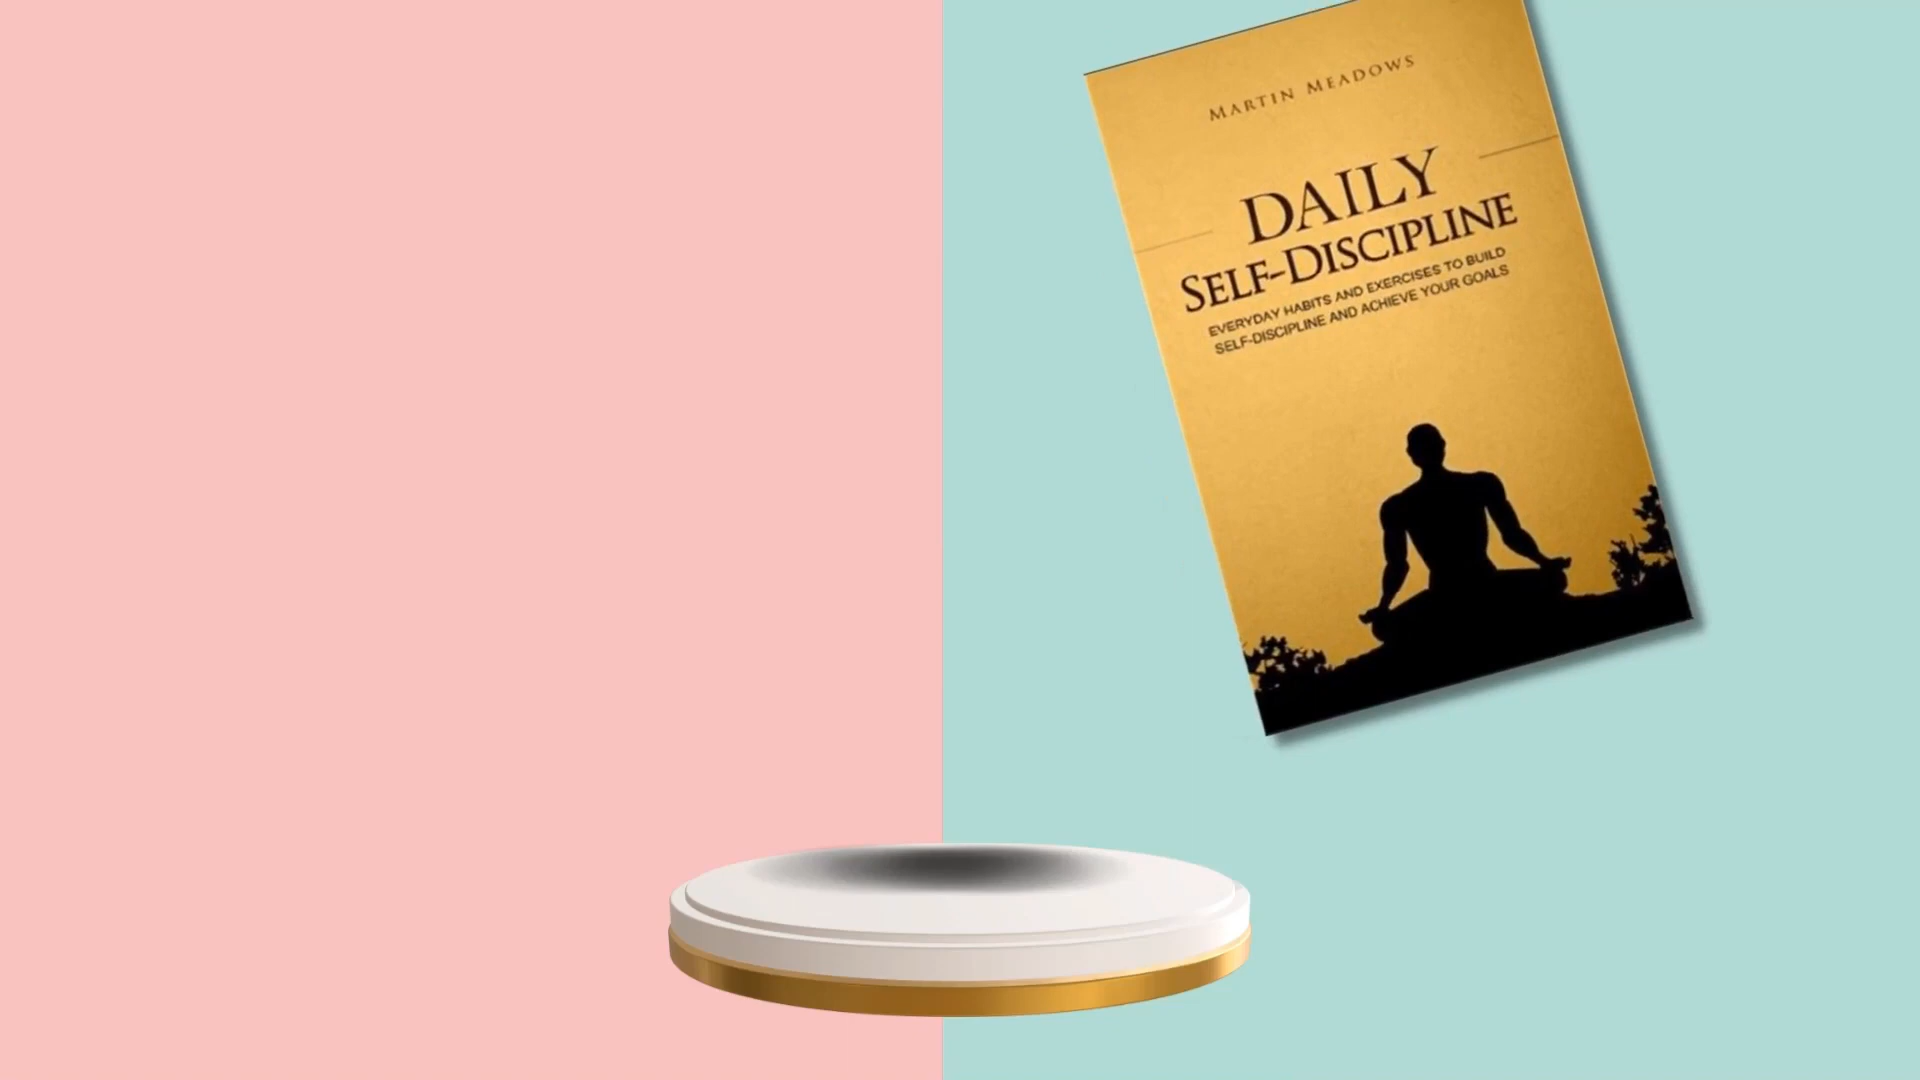 MARTIN MEADOWS
DAILY
SELF-DISCIPLINE
EVERYDAY HABITS AND EXERCISES TO BUILD
SELF-DISCIPLINE AND ACHIEVE YOUR GOALS